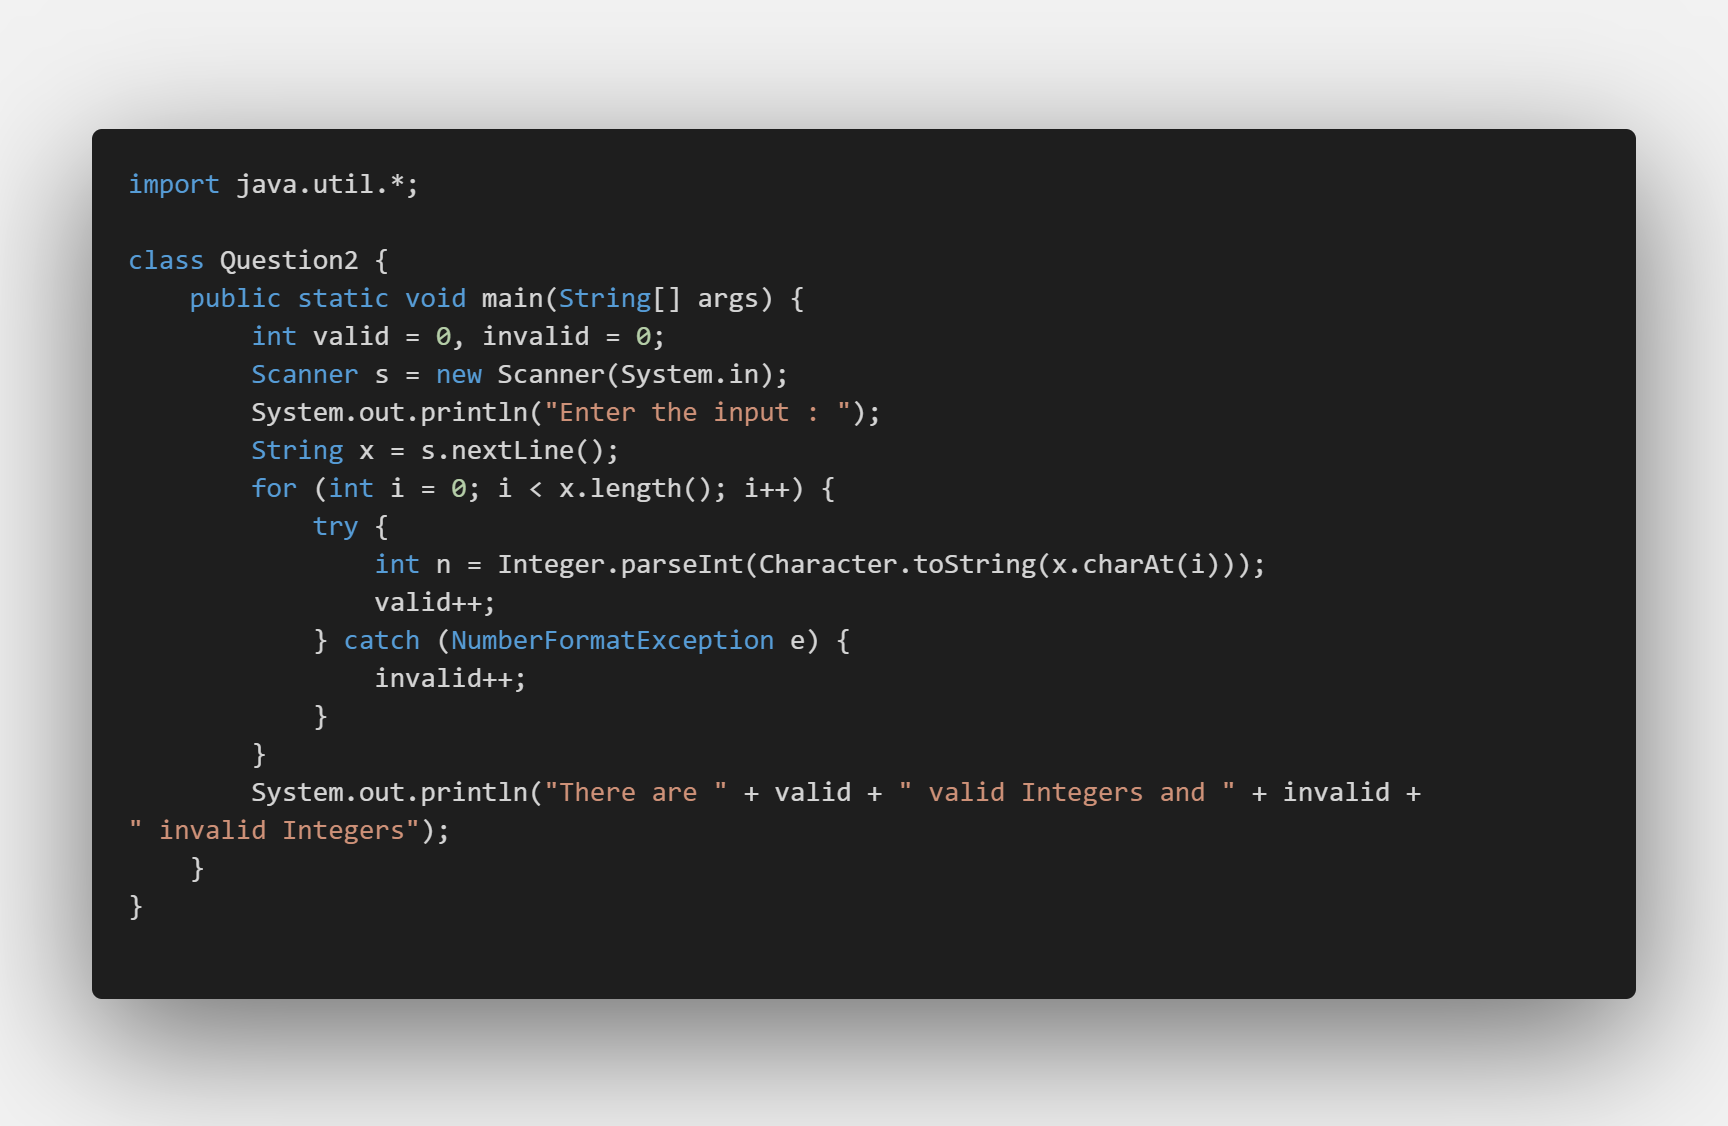 import java.util.*;

class Question2 {
    public static void main(String[] args) {
        int valid = 0, invalid = 0;
        Scanner s = new Scanner(System.in);
        System.out.println("Enter the input : ");
        String x = s.nextLine();
        for (int i = 0; i < x.length(); i++) {
            try {
                int n = Integer.parseInt(Character.toString(x.charAt(i)));
                valid++;
            } catch (NumberFormatException e) {
                invalid++;
            }
        }
        System.out.println("There are " + valid + " valid Integers and " + invalid +
" invalid Integers");
    }
}